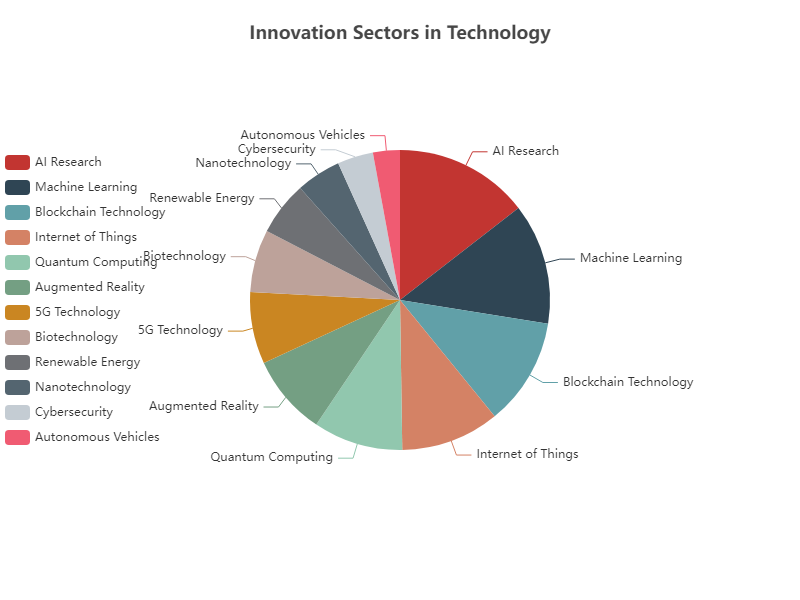 Innovation Sectors in Technology
AI Research
Machine Learning
Blockchain Technology
Internet of Things
Quantum Computing
Augmented Reality
5G Technology
Biotechnology
Renewable Energy
Nanotechnology
Cybersecurity
Autonomous Vehicles
AI Research
Machine Learning
Blockchain Technology
Internet of Things
Quantum Computing
Augmented Reality
5G Technology
Biotechnology
Renewable Energy
Nanotechnology
Cybersecurity
Autonomous Vehicles